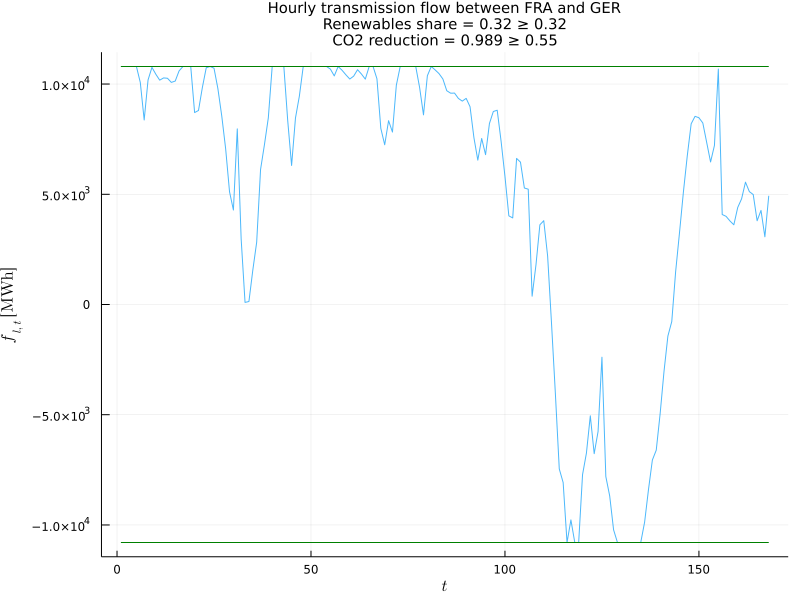 Hourly transmission flow between FRA and GER
Renewables share = 0.32 ≥ 0.32
CO2 reduction = 0.989 ≥ 0.55
1.0×10⁴
5.0×10³
0
−5.0×10³
−1.0×10⁴
f_{l,t} [MWh]
0 50 100 150
t